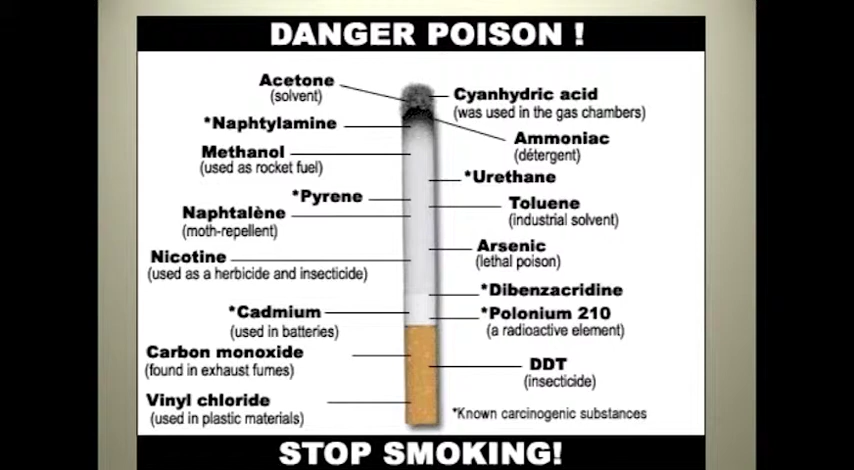 DANGER POISON !
Acetone
(solvent)
*Naphtylamine
Methanol
(used as rocket fuel)
*Pyrene
Naphtalène
(moth-repellent)
Nicotine
(used as a herbicide and insecticide)
*Cadmium
(used in batteries)
Carbon monoxide
(found in exhaust fumes)
Vinyl chloride
(used in plastic materials)
Cyanhydric acid
(was used in the gas chambers)
Ammoniac
(détergent)
*Urethane
Toluene
(industrial solvent)
Arsenic
(lethal poison)
*Dibenzacridine
*Polonium 210
(a radioactive element)
DDT
(insecticide)
*Known carcinogenic substances
STOP SMOKING!